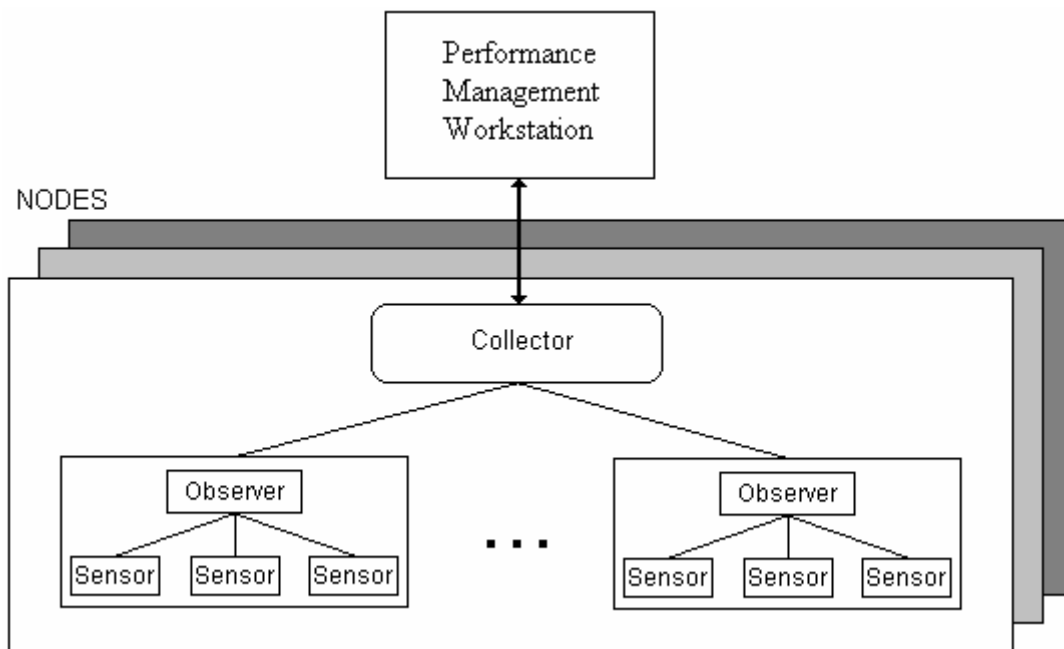 Performance
Management
Workstation
NODES
Collector
Observer
Observer
Sensor Sensor Sensor
Sensor Sensor Sensor